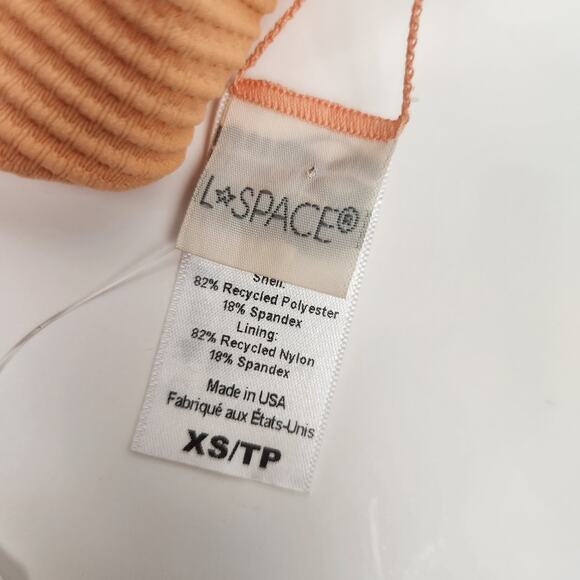 L☆SPACE®
Shell:
82% Recycled Polyester
18% Spandex
Lining:
82% Recycled Nylon
18% Spandex
Made in USA
Fabriqué aux États-Unis
XS/TP